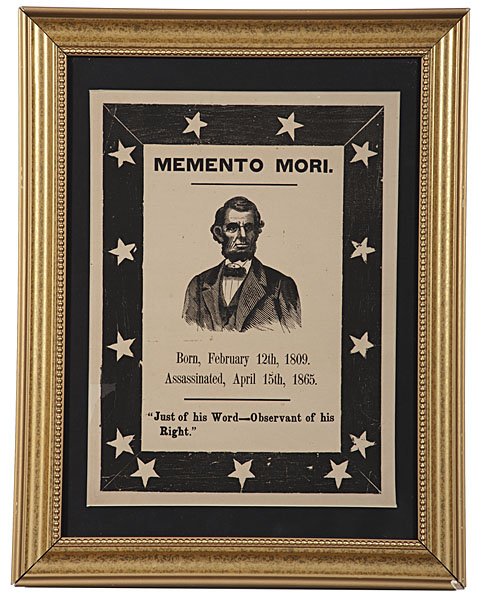 MEMENTO MORI.
Born, February 12th, 1809.
Assassinated, April 15th, 1865.
"Just of his Word—Observant of his
Right."